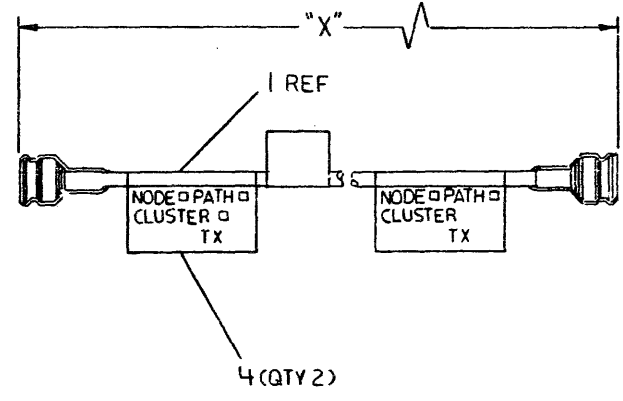 "X"
1 REF
NODE □ PATH □
CLUSTER □
TX
NODE □ PATH □
CLUSTER
TX
4 (QTY 2)